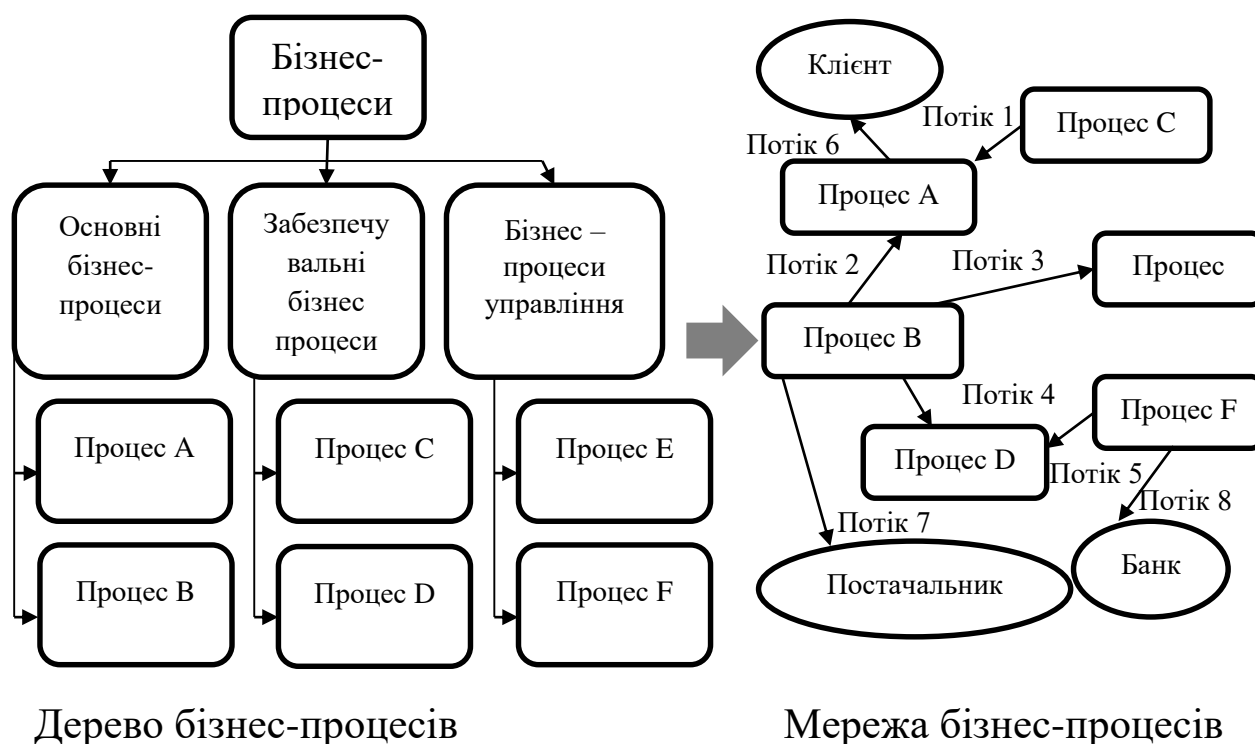 Бізнес-
процеси
Основні
бізнес-
процеси
Забезпечу
вальні
бізнес
процеси
Бізнес –
процеси
управління
Процес A
Процес C
Процес E
Процес B
Процес D
Процес F
Дерево бізнес-процесів
Клієнт
Потік 1
Процес C
Потік 6
Процес A
Потік 2
Потік 3
Процес
Процес B
Потік 4
Процес F
Процес D
Потік 5
Потік 8
Потік 7
Постачальник
Банк
Мережа бізнес-процесів